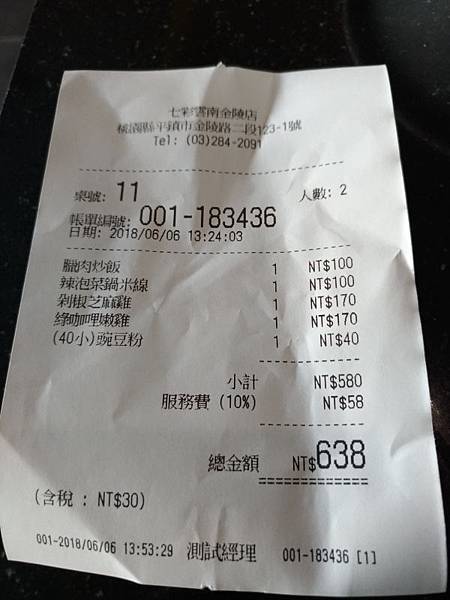 七彩雲南金陵店
桃園縣平鎮市金陵路二段123-1號
Tel: (03)284-2091
桌號: 11 人數: 2
帳單編號: 001-183436
日期: 2018/06/06 13:24:03
臘肉炒飯 1 NT$100
辣泡菜鍋米線 1 NT$100
剁椒芝麻雞 1 NT$170
綠咖哩嫩雞 1 NT$170
(40小)豌豆粉 1 NT$40
小計 NT$580
服務費 (10%) NT$58
總金額 NT$638
(含稅 : NT$30)
001-2018/06/06 13:53:29 測試經理 001-183436 [1]